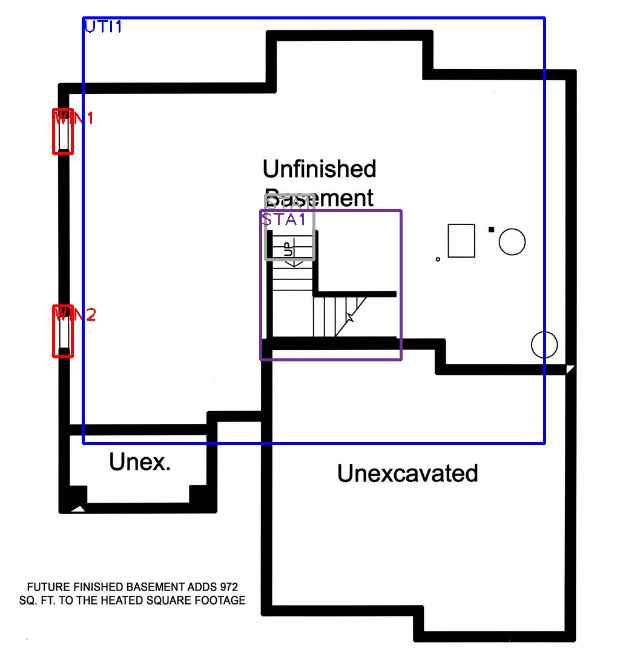 UTI1
WIN1
Unfinished
Basement
STA1
UP
WIN2
Unex.
Unexcavated
FUTURE FINISHED BASEMENT ADDS 972
SQ. FT. TO THE HEATED SQUARE FOOTAGE